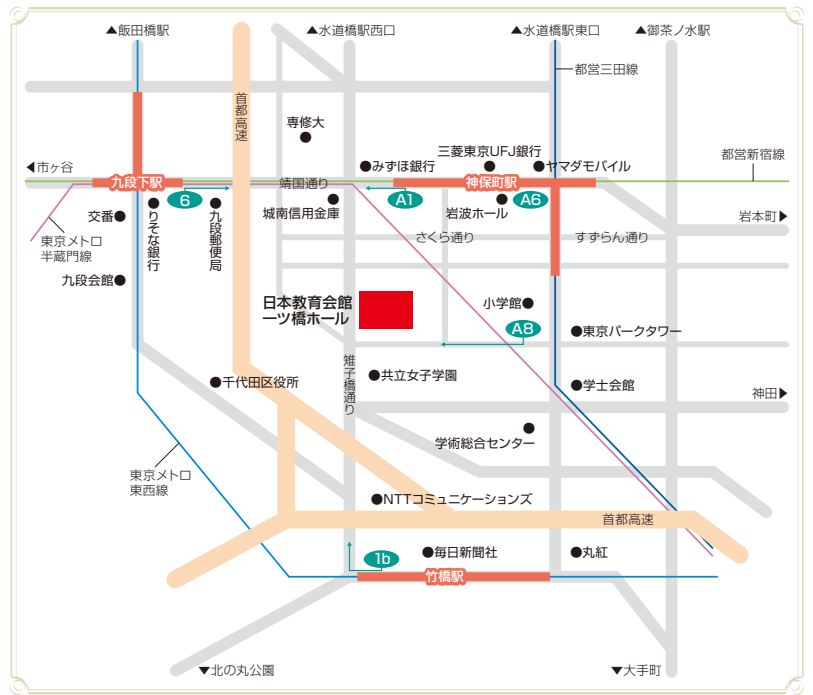 ▲飯田橋駅
▲水道橋駅西口
▲水道橋駅東口
▲御茶ノ水駅
都営三田線
首都高速
専修大
三菱東京UFJ銀行
みずほ銀行
ヤマダモバイル
都営新宿線
◀市ヶ谷
九段下駅
靖国通り
神保町駅
6
A1
A6
交番
りそな銀行
九段郵便局
城南信用金庫
岩波ホール
岩本町▶
東京メトロ
半蔵門線
さくら通り
すずらん通り
九段会館
日本教育会館
一ツ橋ホール
小学館
A8
東京パークタワー
雉子橋通り
千代田区役所
共立女子学園
学士会館
神田▶
学術総合センター
東京メトロ
東西線
NTTコミュニケーションズ
首都高速
1b
毎日新聞社
丸紅
竹橋駅
▼北の丸公園
▼大手町